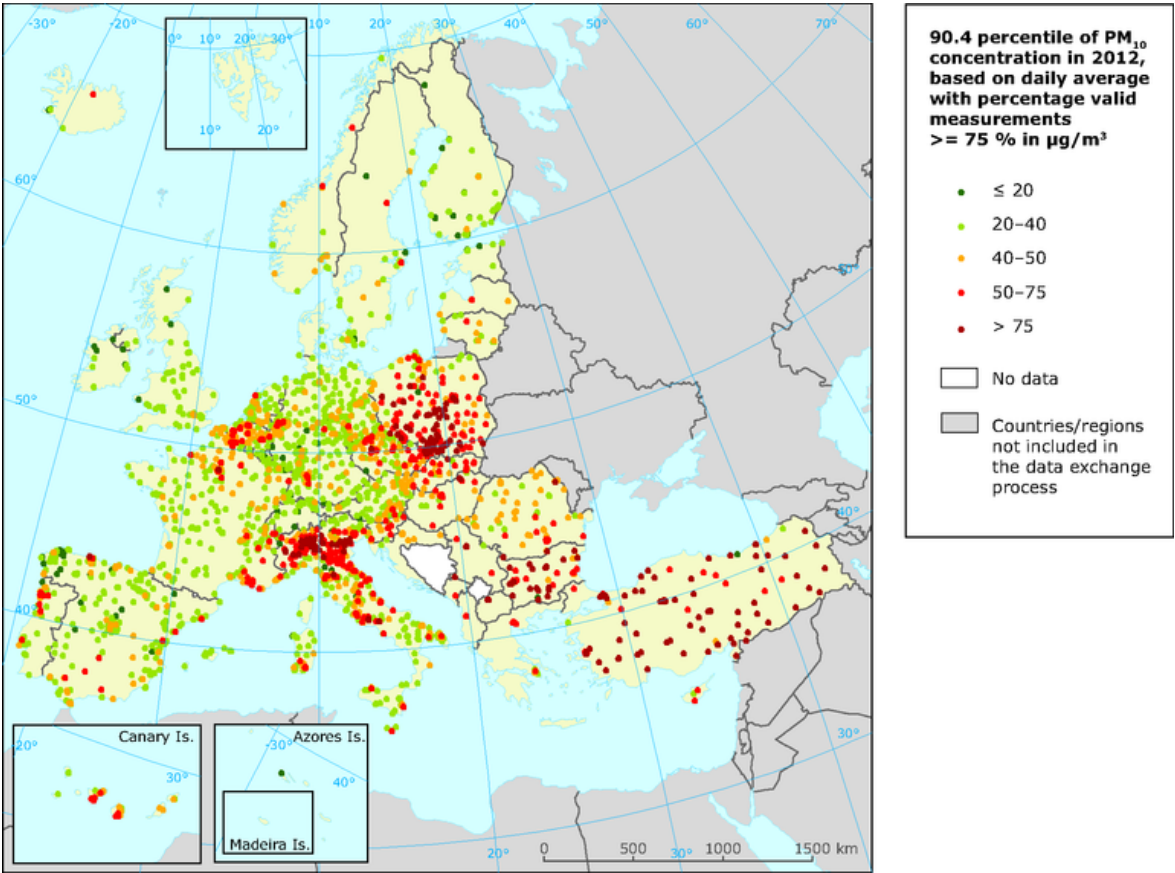 -30°
-20°
10°
20°
30°
40°
50°
60°
70°
0° 10° 20° 30°
10° 20°
60°
50°
40°
50°
40°
30°
20°
30°
Canary Is.
20°
30°
Azores Is.
-30°
40°
Madeira Is.
0 500 1000 1500 km
90.4 percentile of PM₁₀
concentration in 2012,
based on daily average
with percentage valid
measurements
>= 75 % in µg/m³
≤ 20
20–40
40–50
50–75
> 75
No data
Countries/regions
not included in
the data exchange
process